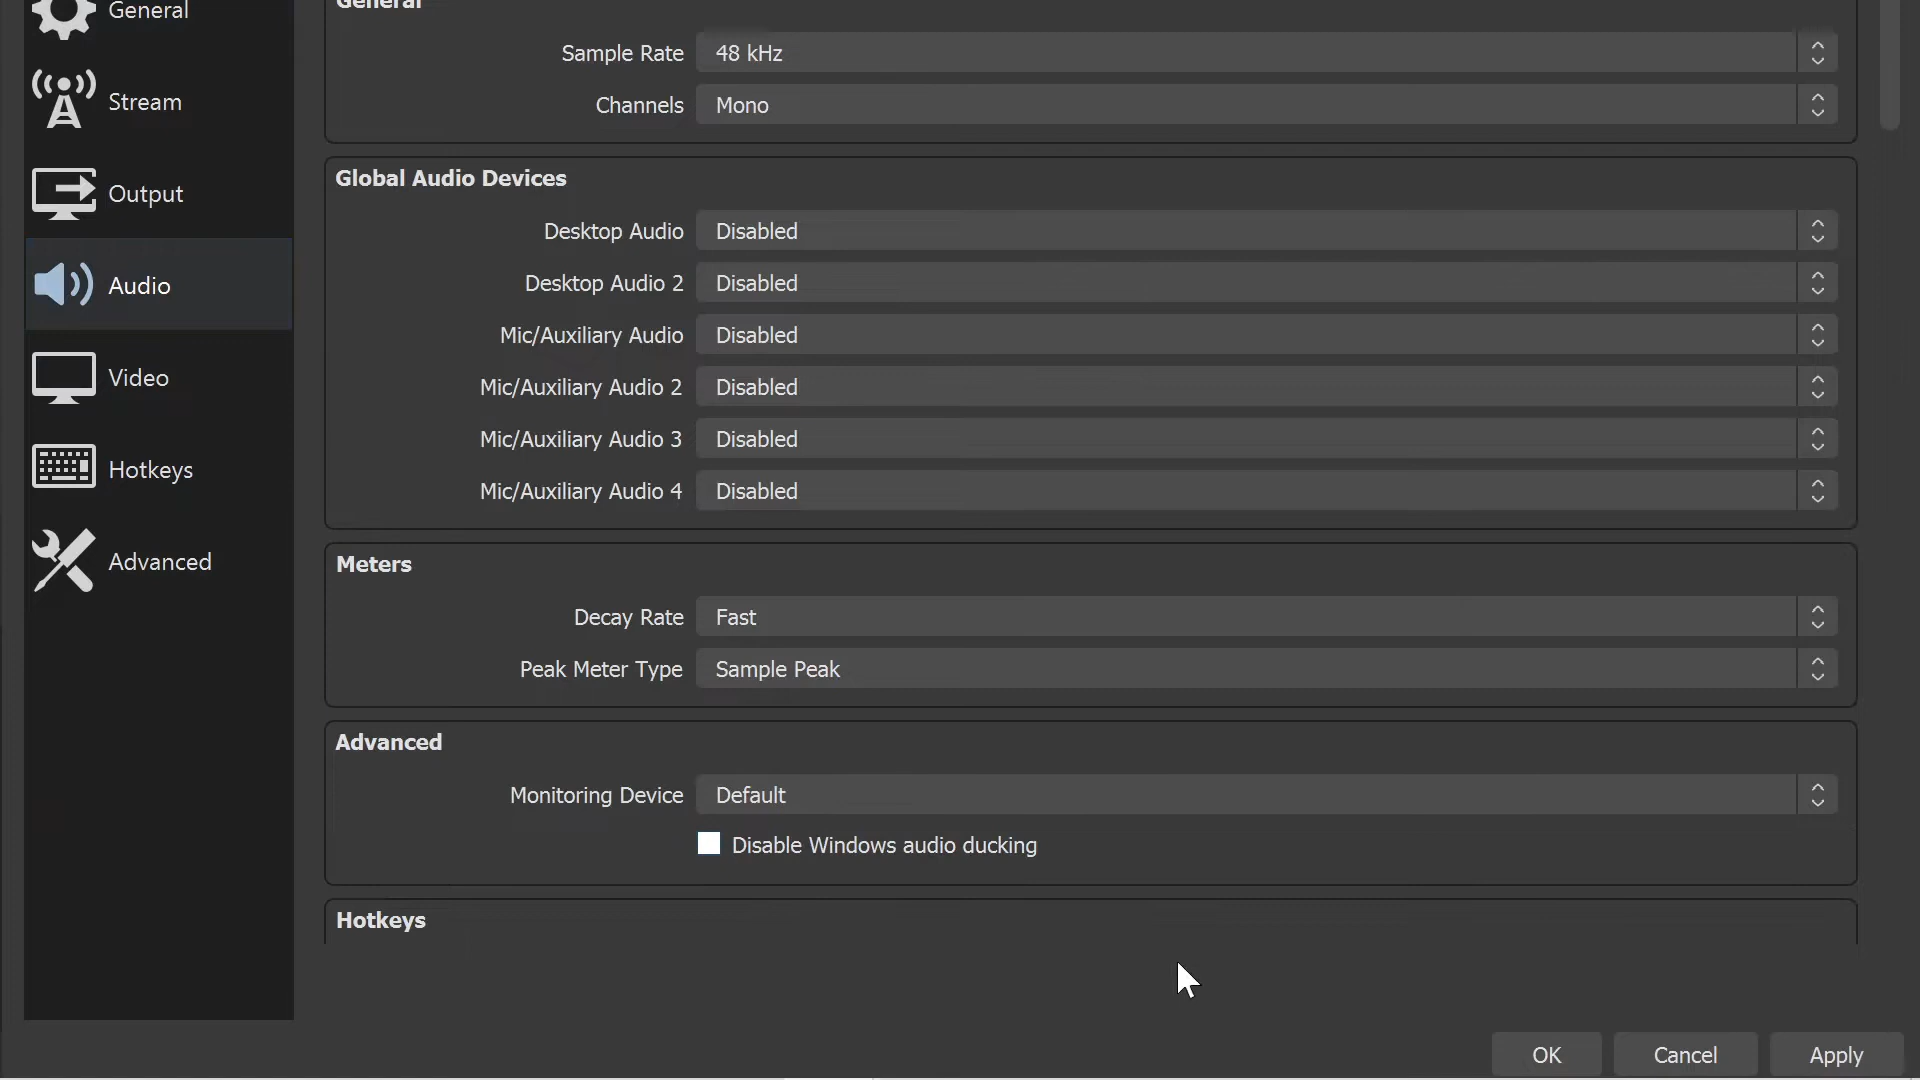 General
Stream
Output
Audio
Video
Hotkeys
Advanced
General
Sample Rate 48 kHz
Channels Mono
Global Audio Devices
Desktop Audio Disabled
Desktop Audio 2 Disabled
Mic/Auxiliary Audio Disabled
Mic/Auxiliary Audio 2 Disabled
Mic/Auxiliary Audio 3 Disabled
Mic/Auxiliary Audio 4 Disabled
Meters
Decay Rate Fast
Peak Meter Type Sample Peak
Advanced
Monitoring Device Default
Disable Windows audio ducking
Hotkeys
OK Cancel Apply